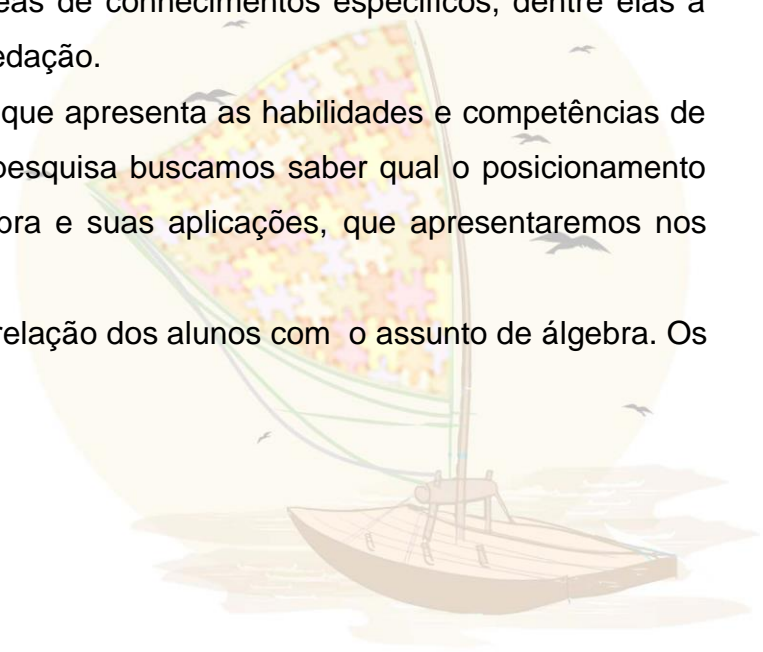 eas de conhecimentos específicos, dentre elas a
edação.
que apresenta as habilidades e competências de
pesquisa buscamos saber qual o posicionamento
bra e suas aplicações, que apresentaremos nos
relação dos alunos com o assunto de álgebra. Os